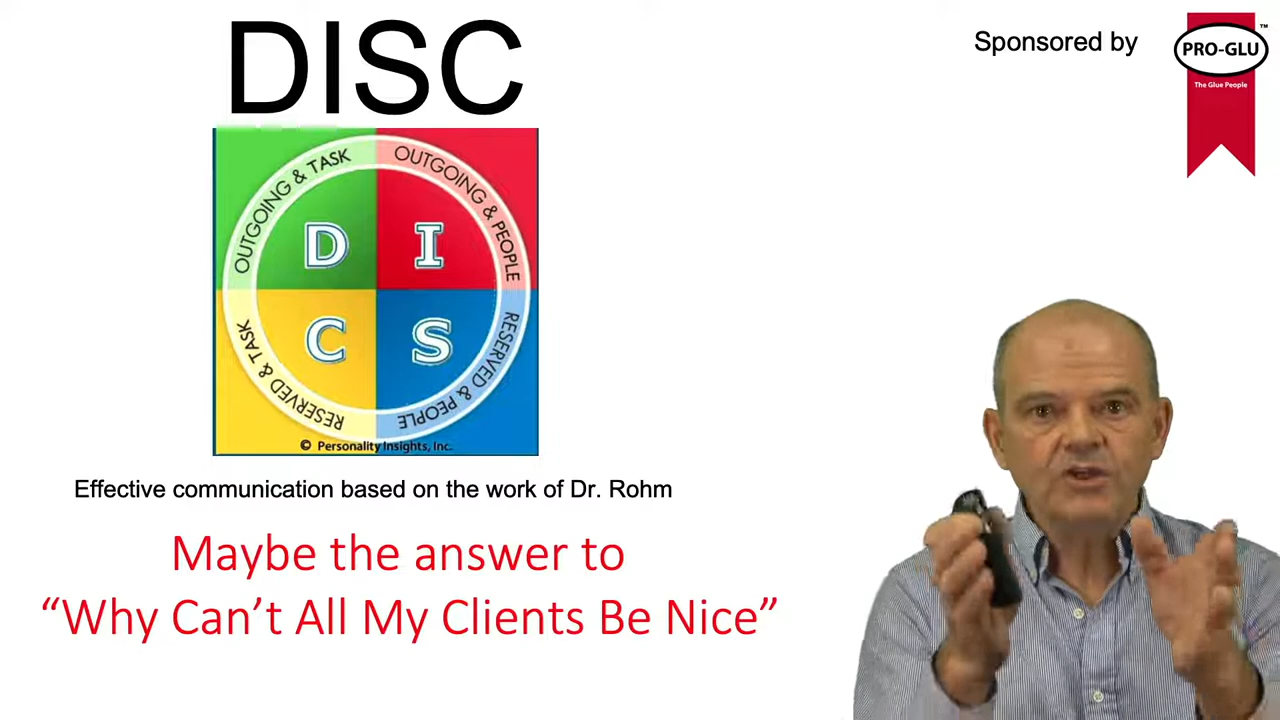 DISC
Sponsored by
PRO-GLU
™
The Glue People
OUTGOING & TASK
OUTGOING & PEOPLE
D
I
C
S
RESERVED & TASK
RESERVED & PEOPLE
© Personality Insights, Inc.
Effective communication based on the work of Dr. Rohm
Maybe the answer to
“Why Can’t All My Clients Be Nice”